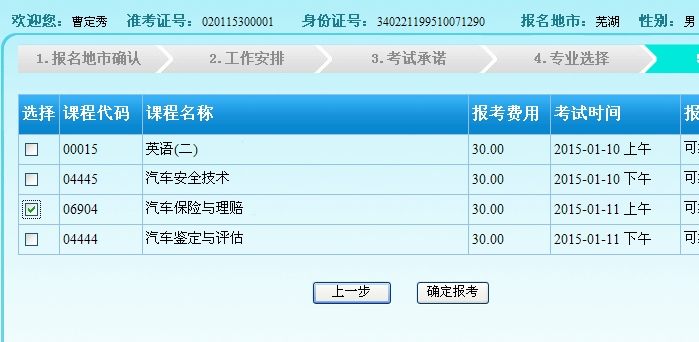 欢迎您：曹定秀 准考证号：020115300001 身份证号：340221199510071290 报名地市：芜湖 性别：男
1.报名地市确认 2.工作安排 3.考试承诺 4.专业选择
选择 课程代码 课程名称 报考费用 考试时间 报
00015 英语(二) 30.00 2015-01-10 上午 可
04445 汽车安全技术 30.00 2015-01-10 下午 可
06904 汽车保险与理赔 30.00 2015-01-11 上午 可
04444 汽车鉴定与评估 30.00 2015-01-11 下午 可
上一步 确定报考